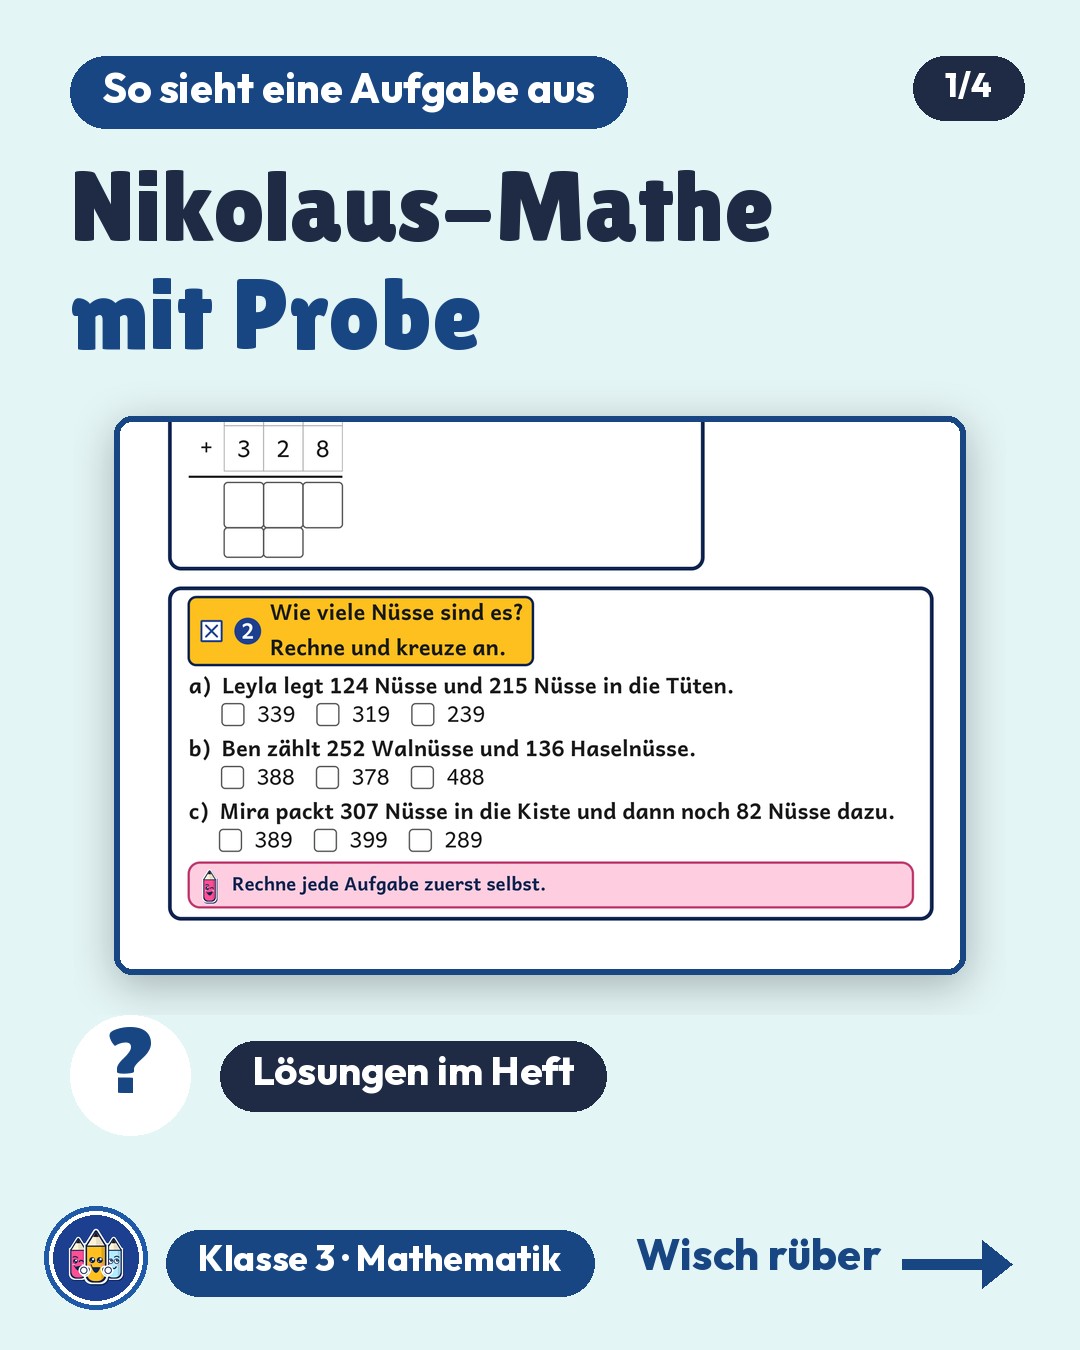 So sieht eine Aufgabe aus
1/4
Nikolaus-Mathe
mit Probe
+ 3 2 8
2 Wie viele Nüsse sind es?
Rechne und kreuze an.
a) Leyla legt 124 Nüsse und 215 Nüsse in die Tüten.
339 319 239
b) Ben zählt 252 Walnüsse und 136 Haselnüsse.
388 378 488
c) Mira packt 307 Nüsse in die Kiste und dann noch 82 Nüsse dazu.
389 399 289
Rechne jede Aufgabe zuerst selbst.
?
Lösungen im Heft
Klasse 3 · Mathematik
Wisch rüber